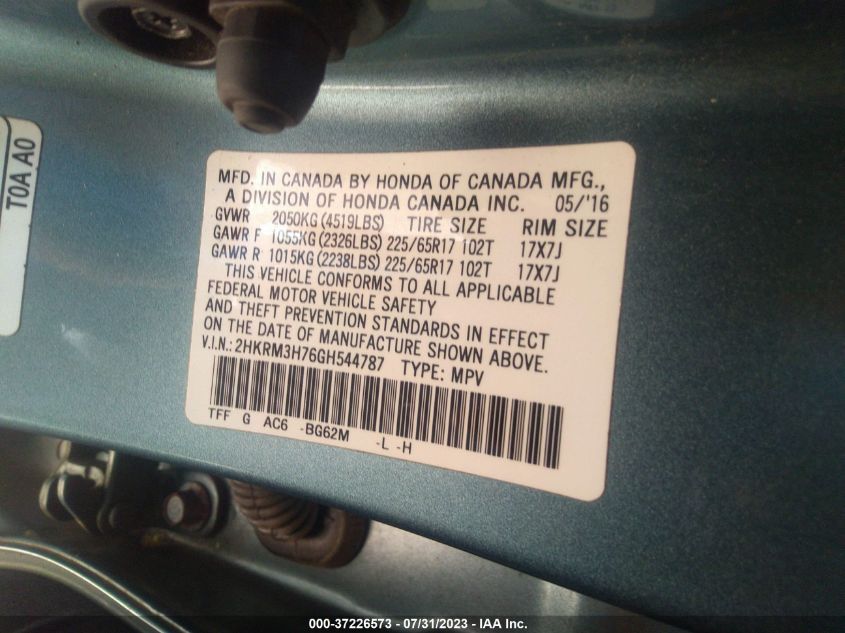 T0A A0
MFD. IN CANADA BY HONDA OF CANADA MFG.,
A DIVISION OF HONDA CANADA INC. 05/'16
GVWR 2050KG (4519LBS) TIRE SIZE RIM SIZE
GAWR F 1055KG (2326LBS) 225/65R17 102T 17X7J
GAWR R 1015KG (2238LBS) 225/65R17 102T 17X7J
THIS VEHICLE CONFORMS TO ALL APPLICABLE
FEDERAL MOTOR VEHICLE SAFETY
AND THEFT PREVENTION STANDARDS IN EFFECT
ON THE DATE OF MANUFACTURE SHOWN ABOVE.
V.I.N.: 2HKRM3H76GH544787 TYPE: MPV
TFF G AC6 -BG62M -L -H
000-37226573 - 07/31/2023 - IAA Inc.